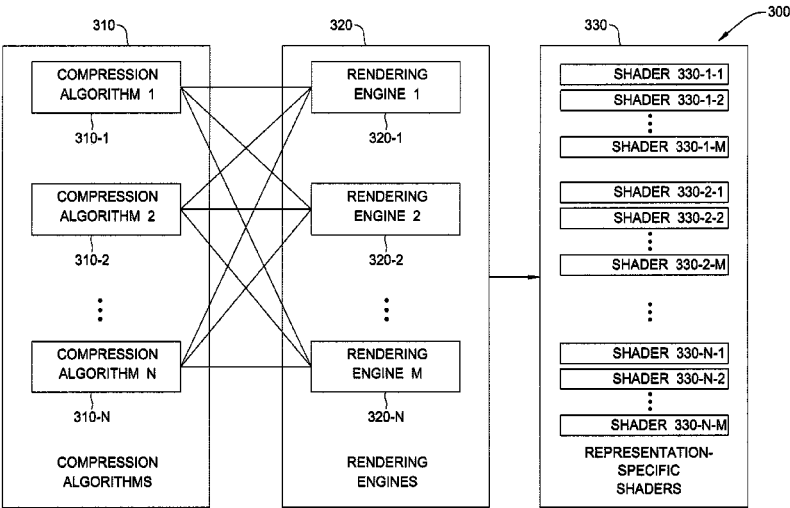 300
310
COMPRESSION
ALGORITHM 1
310-1
COMPRESSION
ALGORITHM 2
310-2
COMPRESSION
ALGORITHM N
310-N
COMPRESSION
ALGORITHMS
320
RENDERING
ENGINE 1
320-1
RENDERING
ENGINE 2
320-2
RENDERING
ENGINE M
320-N
RENDERING
ENGINES
330
SHADER 330-1-1
SHADER 330-1-2
SHADER 330-1-M
SHADER 330-2-1
SHADER 330-2-2
SHADER 330-2-M
SHADER 330-N-1
SHADER 330-N-2
SHADER 330-N-M
REPRESENTATION-
SPECIFIC
SHADERS